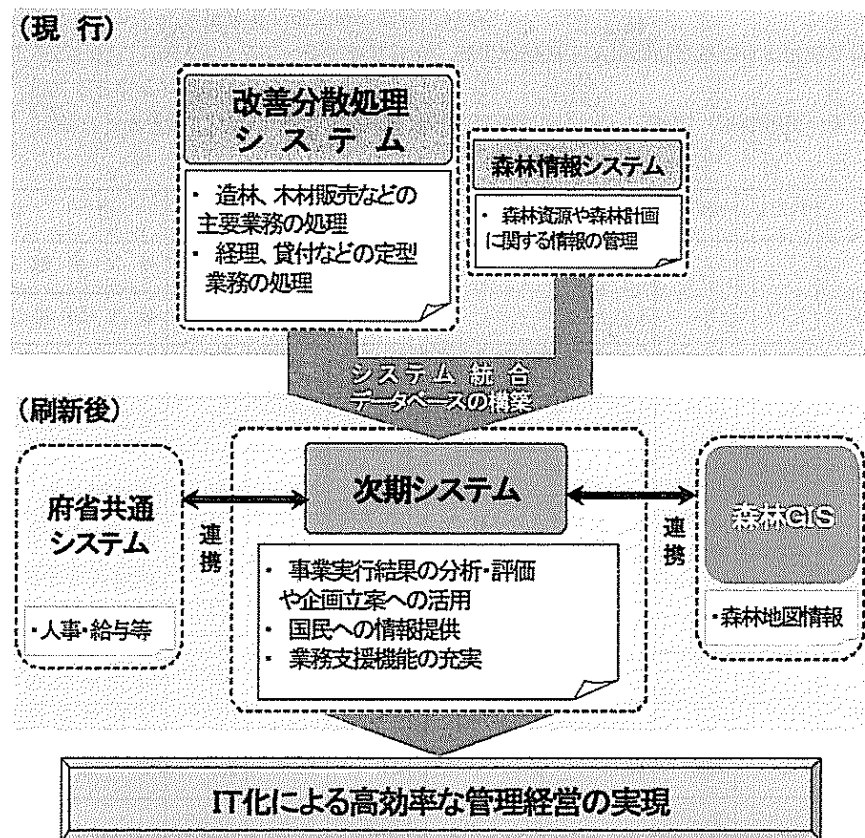 (現 行)
改善分散処理
システム
・ 造林、木材販売などの
主要業務の処理
・ 経理、貸付などの定型
業務の処理
森林情報システム
・ 森林資源や森林計画
に関する情報の管理
システム 統合
データベースの構築
(刷新後)
府省共通
システム
・人事・給与等
連携
次期システム
・ 事業実行結果の分析・評価
や企画立案への活用
・ 国民への情報提供
・ 業務支援機能の充実
連携
森林GIS
・森林地図情報
IT化による高効率な管理経営の実現